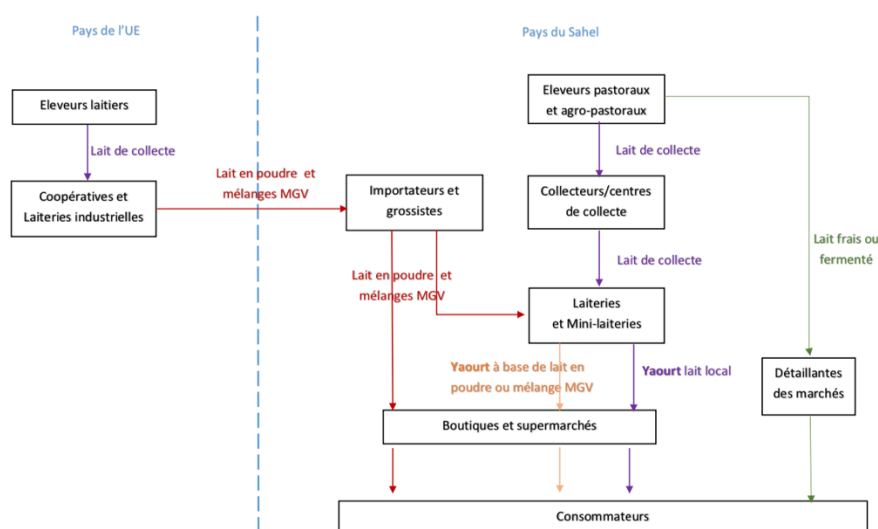 Pays de l'UE
Pays du Sahel
Eleveurs laitiers
Eleveurs pastoraux
et agro-pastoraux
Lait de collecte
Lait de collecte
Lait en poudre et
mélanges MGV
Coopératives et
Laiteries industrielles
Importateurs et
grossistes
Collecteurs/centres
de collecte
Lait frais ou
fermenté
Lait de collecte
Lait en poudre et
mélanges MGV
Laiteries
et Mini-laiteries
Yaourt à base de lait en
poudre ou mélange MGV
Yaourt lait local
Détaillantes
des marchés
Boutiques et supermarchés
Consommateurs